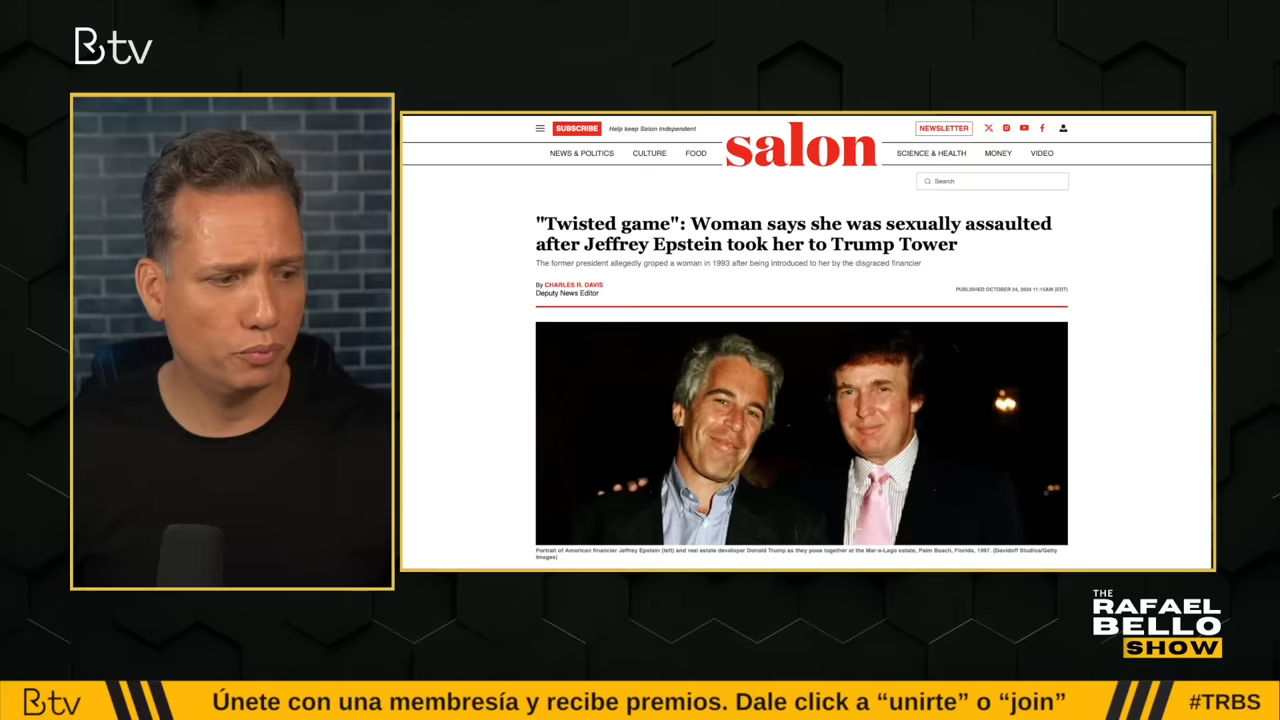 Btv
SUBSCRIBE Help keep Salon independent
salon
NEWSLETTER
NEWS & POLITICS CULTURE FOOD
SCIENCE & HEALTH MONEY VIDEO
Search
"Twisted game": Woman says she was sexually assaulted
after Jeffrey Epstein took her to Trump Tower
The former president allegedly groped a woman in 1993 after being introduced to her by the disgraced financier
By CHARLES R. DAVIS
Deputy News Editor
PUBLISHED OCTOBER 24, 2024 11:15AM (EDT)
Portrait of American financier Jeffrey Epstein (left) and real estate developer Donald Trump as they pose together at the Mar-a-Lago estate, Palm Beach, Florida, 1997. (Davidoff Studios/Getty
Images)
THE
RAFAEL
BELLO
SHOW
Btv
Únete con una membresía y recibe premios. Dale click a “unirte” o “join”
#TRBS